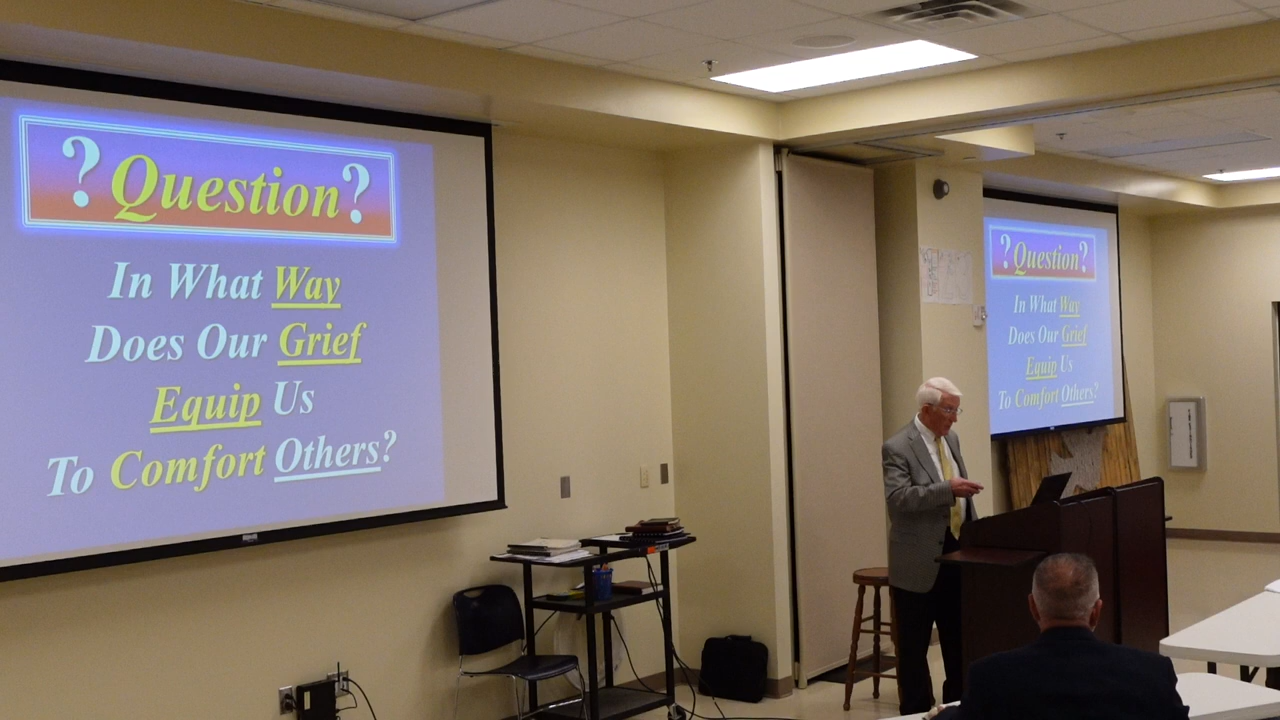 ? Question ?
In What Way
Does Our Grief
Equip Us
To Comfort Others?
? Question ?
In What Way
Does Our Grief
Equip Us
To Comfort Others?